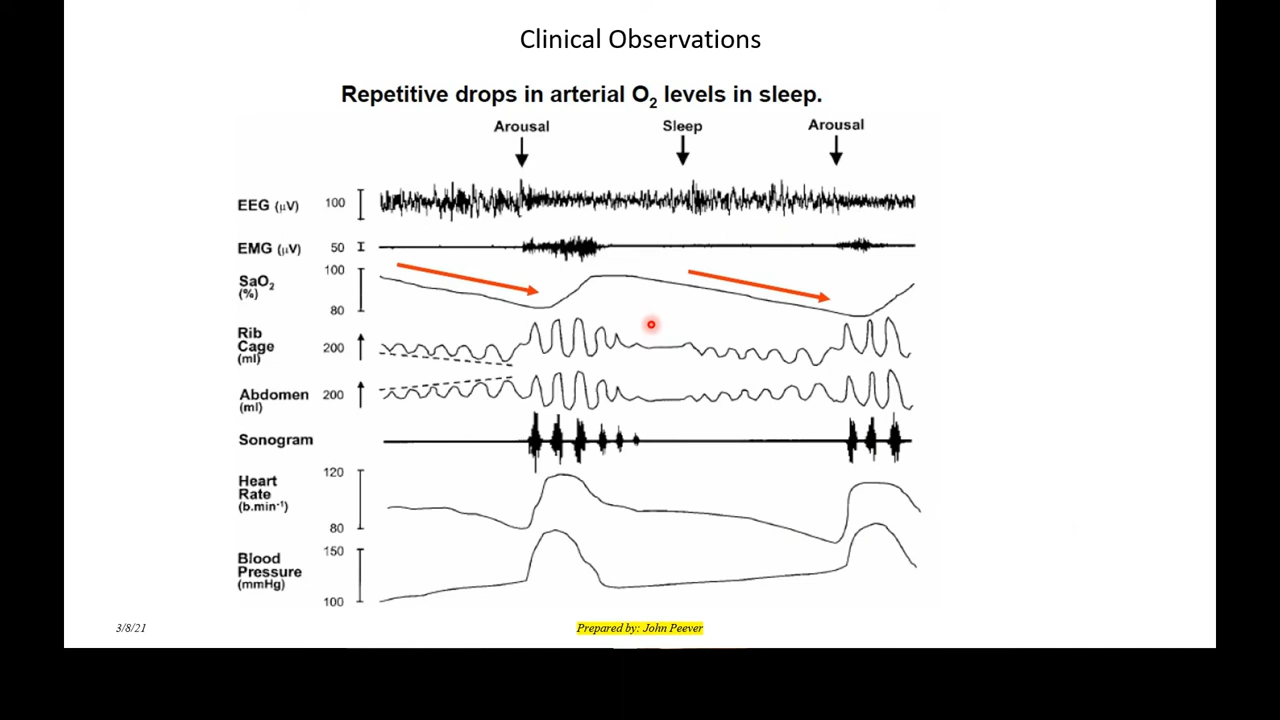 Clinical Observations
Repetitive drops in arterial O₂ levels in sleep.
Arousal Sleep Arousal
EEG (μV) 100
EMG (μV) 50
100
SaO₂
(%)
80
Rib
Cage 200
(ml)
Abdomen 200
(ml)
Sonogram
120
Heart
Rate
(b.min⁻¹)
80
150
Blood
Pressure
(mmHg)
100
3/8/21 Prepared by: John Peever